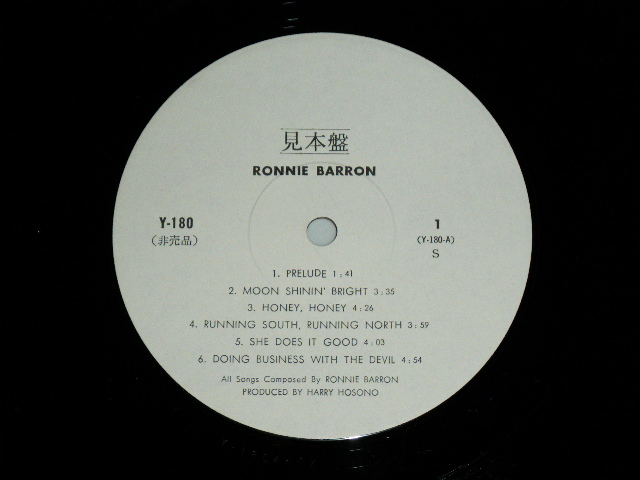 見本盤
RONNIE BARRON
Y-180
(非売品)
1
(Y-180-A)
S
1. PRELUDE 1:41
2. MOON SHININ' BRIGHT 3:35
3. HONEY, HONEY 4:26
4. RUNNING SOUTH, RUNNING NORTH 3:59
5. SHE DOES IT GOOD 4:03
6. DOING BUSINESS WITH THE DEVIL 4:54
All Songs Composed By RONNIE BARRON
PRODUCED BY HARRY HOSONO